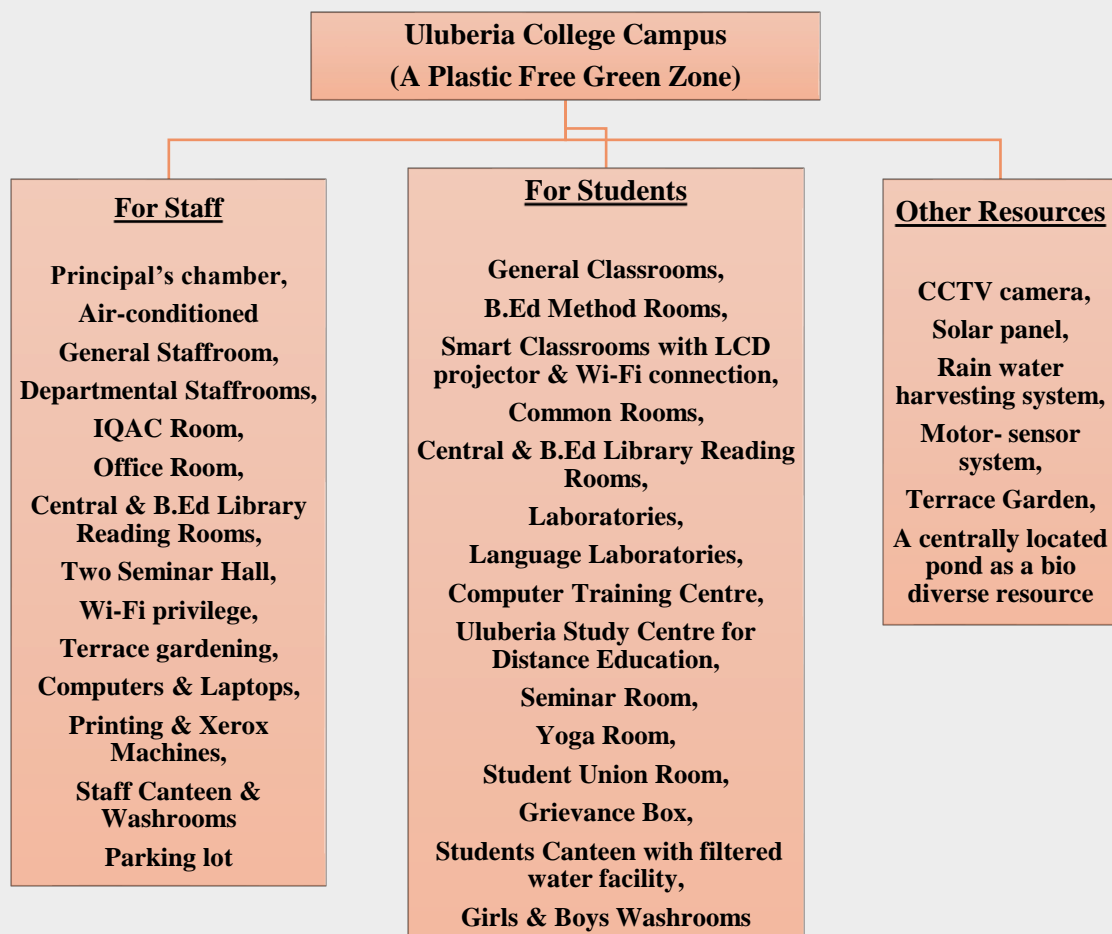 Uluberia College Campus
(A Plastic Free Green Zone)
For Staff
Principal’s chamber,
Air-conditioned
General Staffroom,
Departmental Staffrooms,
IQAC Room,
Office Room,
Central & B.Ed Library
Reading Rooms,
Two Seminar Hall,
Wi-Fi privilege,
Terrace gardening,
Computers & Laptops,
Printing & Xerox
Machines,
Staff Canteen &
Washrooms
Parking lot
For Students
General Classrooms,
B.Ed Method Rooms,
Smart Classrooms with LCD
projector & Wi-Fi connection,
Common Rooms,
Central & B.Ed Library Reading
Rooms,
Laboratories,
Language Laboratories,
Computer Training Centre,
Uluberia Study Centre for
Distance Education,
Seminar Room,
Yoga Room,
Student Union Room,
Grievance Box,
Students Canteen with filtered
water facility,
Girls & Boys Washrooms
Other Resources
CCTV camera,
Solar panel,
Rain water
harvesting system,
Motor- sensor
system,
Terrace Garden,
A centrally located
pond as a bio
diverse resource